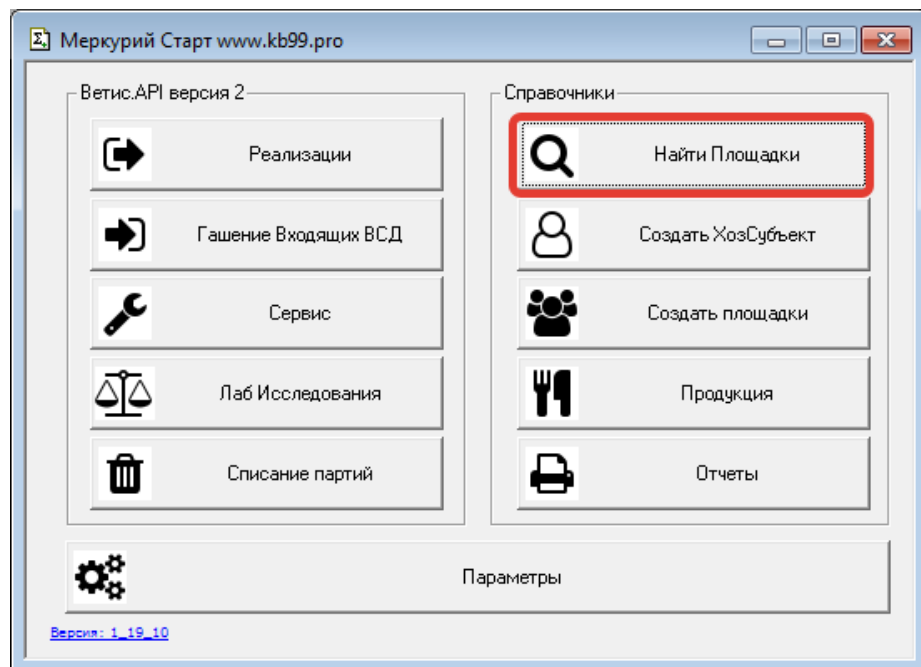 Меркурий Старт www.kb99.pro
Ветис.API версия 2
Реализации
Гашение Входящих ВСД
Сервис
Лаб Исследования
Списание партий
Справочники
Найти Площадки
Создать ХозСубъект
Создать площадки
Продукция
Отчеты
Параметры
Версия: 1_19_10